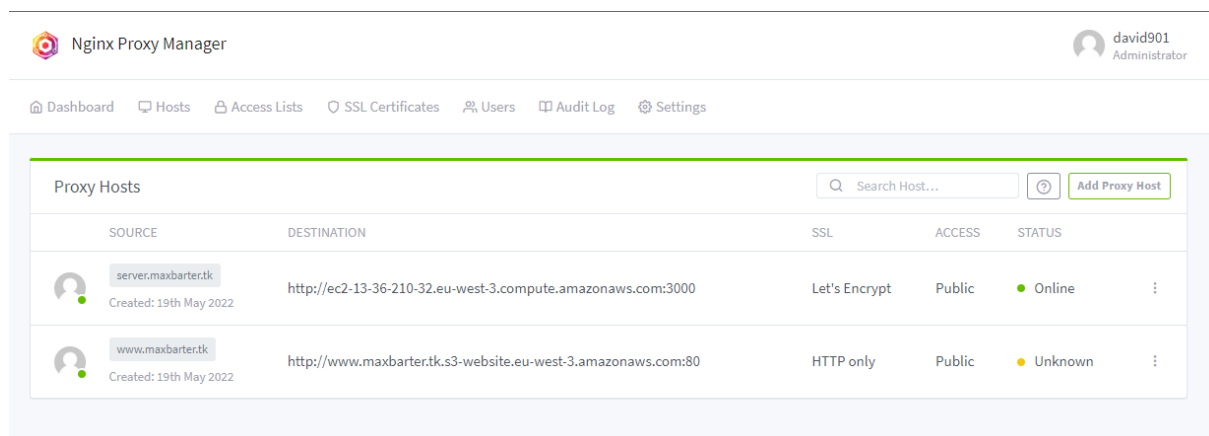 Nginx Proxy Manager
david901
Administrator
Dashboard Hosts Access Lists SSL Certificates Users Audit Log Settings
Proxy Hosts Search Host... Add Proxy Host
SOURCE DESTINATION SSL ACCESS STATUS
server.maxbarter.tk
Created: 19th May 2022
http://ec2-13-36-210-32.eu-west-3.compute.amazonaws.com:3000 Let's Encrypt Public Online
www.maxbarter.tk
Created: 19th May 2022
http://www.maxbarter.tk.s3-website.eu-west-3.amazonaws.com:80 HTTP only Public Unknown